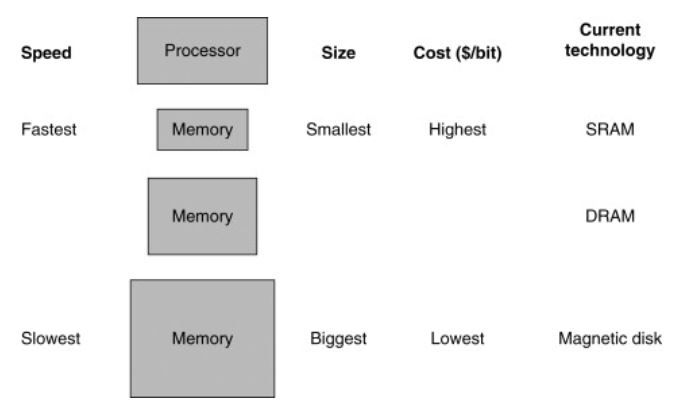 Speed Processor Size Cost ($/bit) Current
technology
Fastest Memory Smallest Highest SRAM
Memory DRAM
Slowest Memory Biggest Lowest Magnetic disk